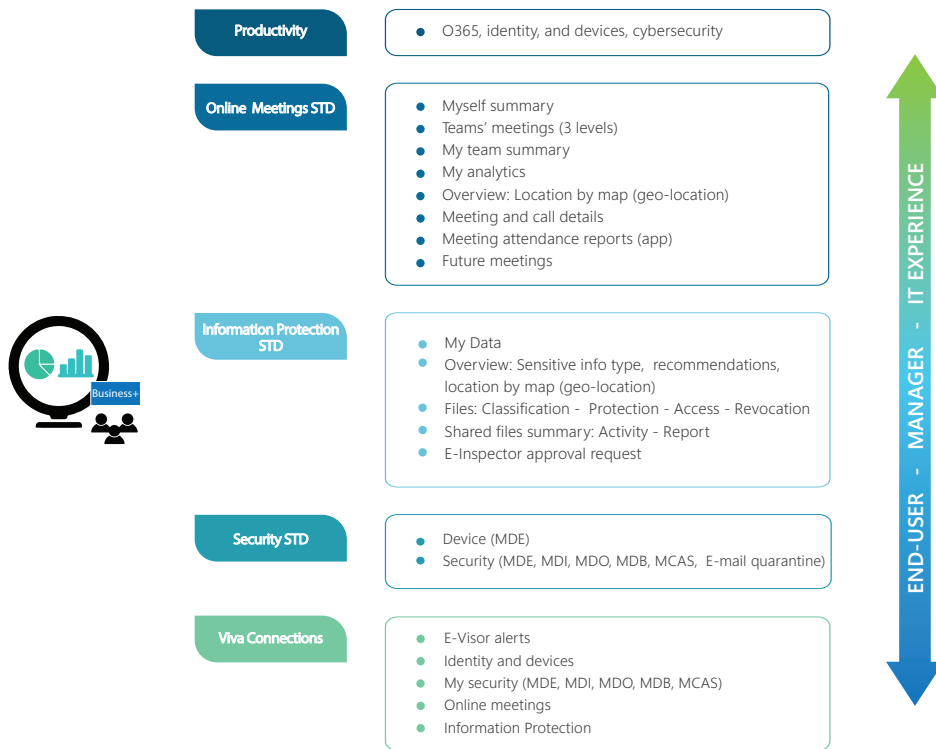 Productivity
O365, identity, and devices, cybersecurity
Online Meetings STD
Myself summary
Teams' meetings (3 levels)
My team summary
My analytics
Overview: Location by map (geo-location)
Meeting and call details
Meeting attendance reports (app)
Future meetings
Information Protection
STD
My Data
Overview: Sensitive info type, recommendations,
location by map (geo-location)
Files: Classification - Protection - Access - Revocation
Shared files summary: Activity - Report
E-Inspector approval request
Business+
Security STD
Device (MDE)
Security (MDE, MDI, MDO, MDB, MCAS, E-mail quarantine)
Viva Connections
E-Visor alerts
Identity and devices
My security (MDE, MDI, MDO, MDB, MCAS)
Online meetings
Information Protection
END-USER - MANAGER - IT EXPERIENCE